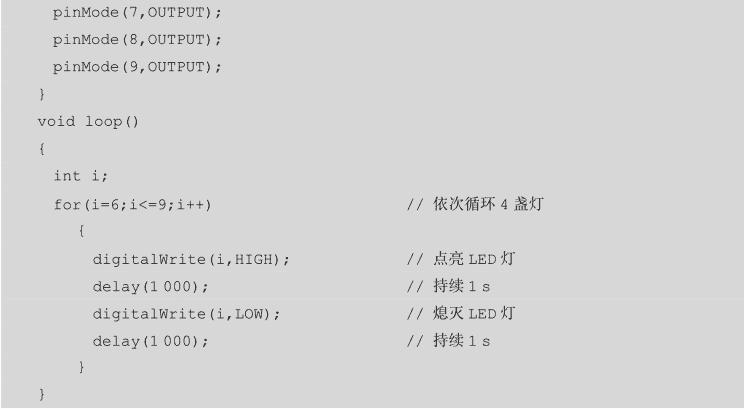 pinMode(7,OUTPUT);
pinMode(8,OUTPUT);
pinMode(9,OUTPUT);
}
void loop()
{
int i;
for(i=6;i<=9;i++) // 依次循环 4 盏灯
{
digitalWrite(i,HIGH); // 点亮 LED 灯
delay(1 000); // 持续 1 s
digitalWrite(i,LOW); // 熄灭 LED 灯
delay(1 000); // 持续 1 s
}
}